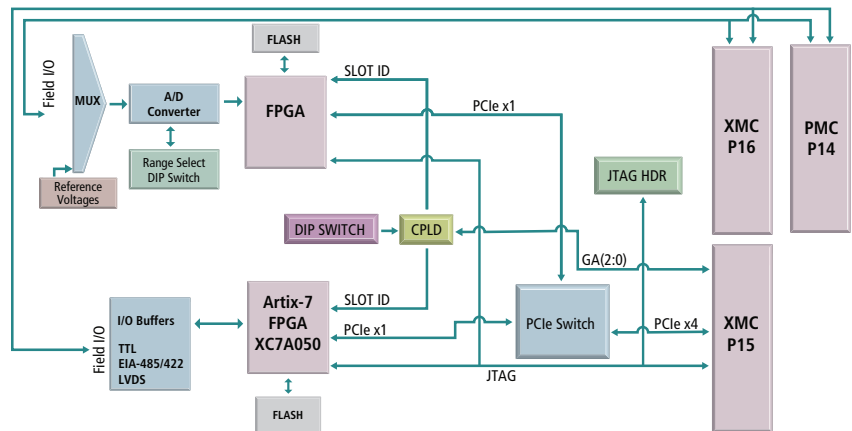 FLASH
Field I/O
MUX
A/D
Converter
FPGA
SLOT ID
PCIe x1
XMC
P16
PMC
P14
Range Select
DIP Switch
Reference
Voltages
JTAG HDR
DIP SWITCH
CPLD
GA(2:0)
Field I/O
I/O Buffers
TTL
EIA-485/422
LVDS
Artix-7
FPGA
XC7A050
SLOT ID
PCIe x1
PCIe Switch
PCIe x4
XMC
P15
JTAG
FLASH